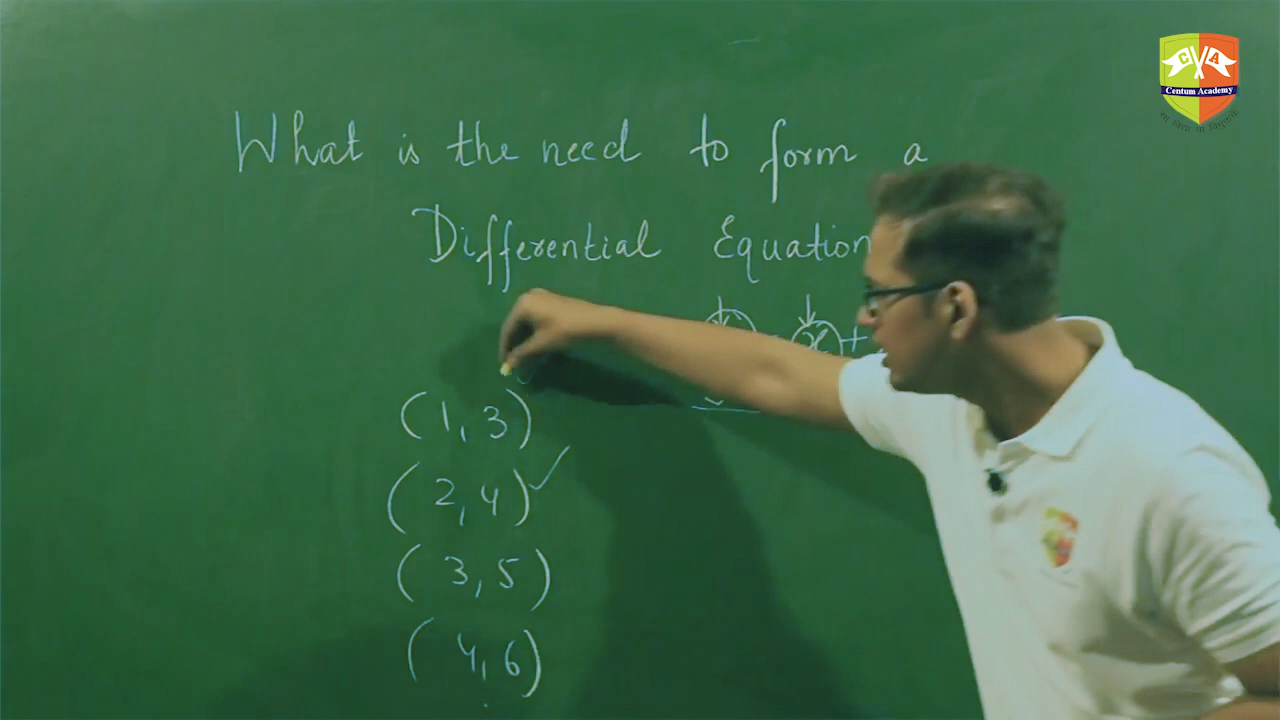 What is the need to form a
Differential Equation
x +
(1, 3)
(2, 4)
(3, 5)
(4, 6)
C A
Centum Academy